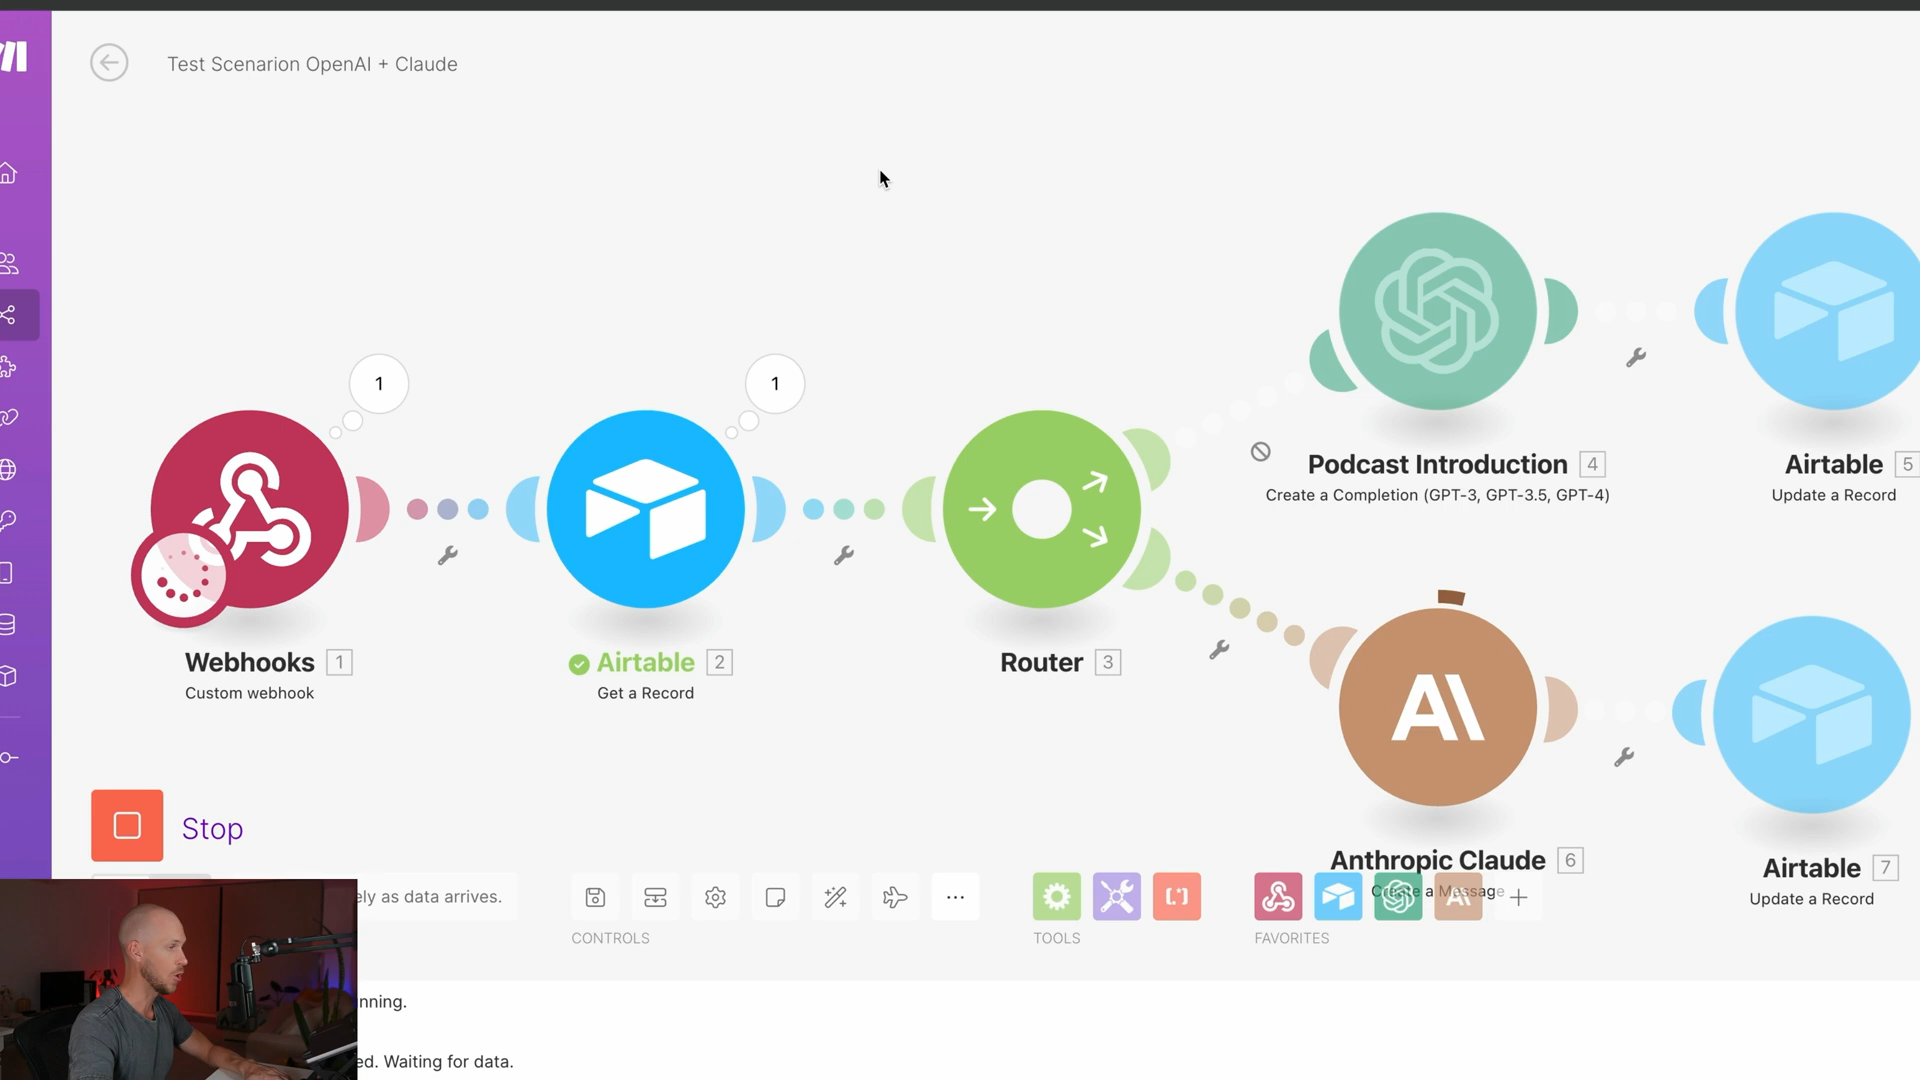 Test Scenarion OpenAI + Claude
1
1
Podcast Introduction 4
Create a Completion (GPT-3, GPT-3.5, GPT-4)
Airtable 5
Update a Record
Webhooks 1
Custom webhook
Airtable 2
Get a Record
Router 3
Anthropic Claude 6
Create a Message
Airtable 7
Update a Record
Stop
ely as data arrives.
CONTROLS
TOOLS
FAVORITES
nning.
ed. Waiting for data.